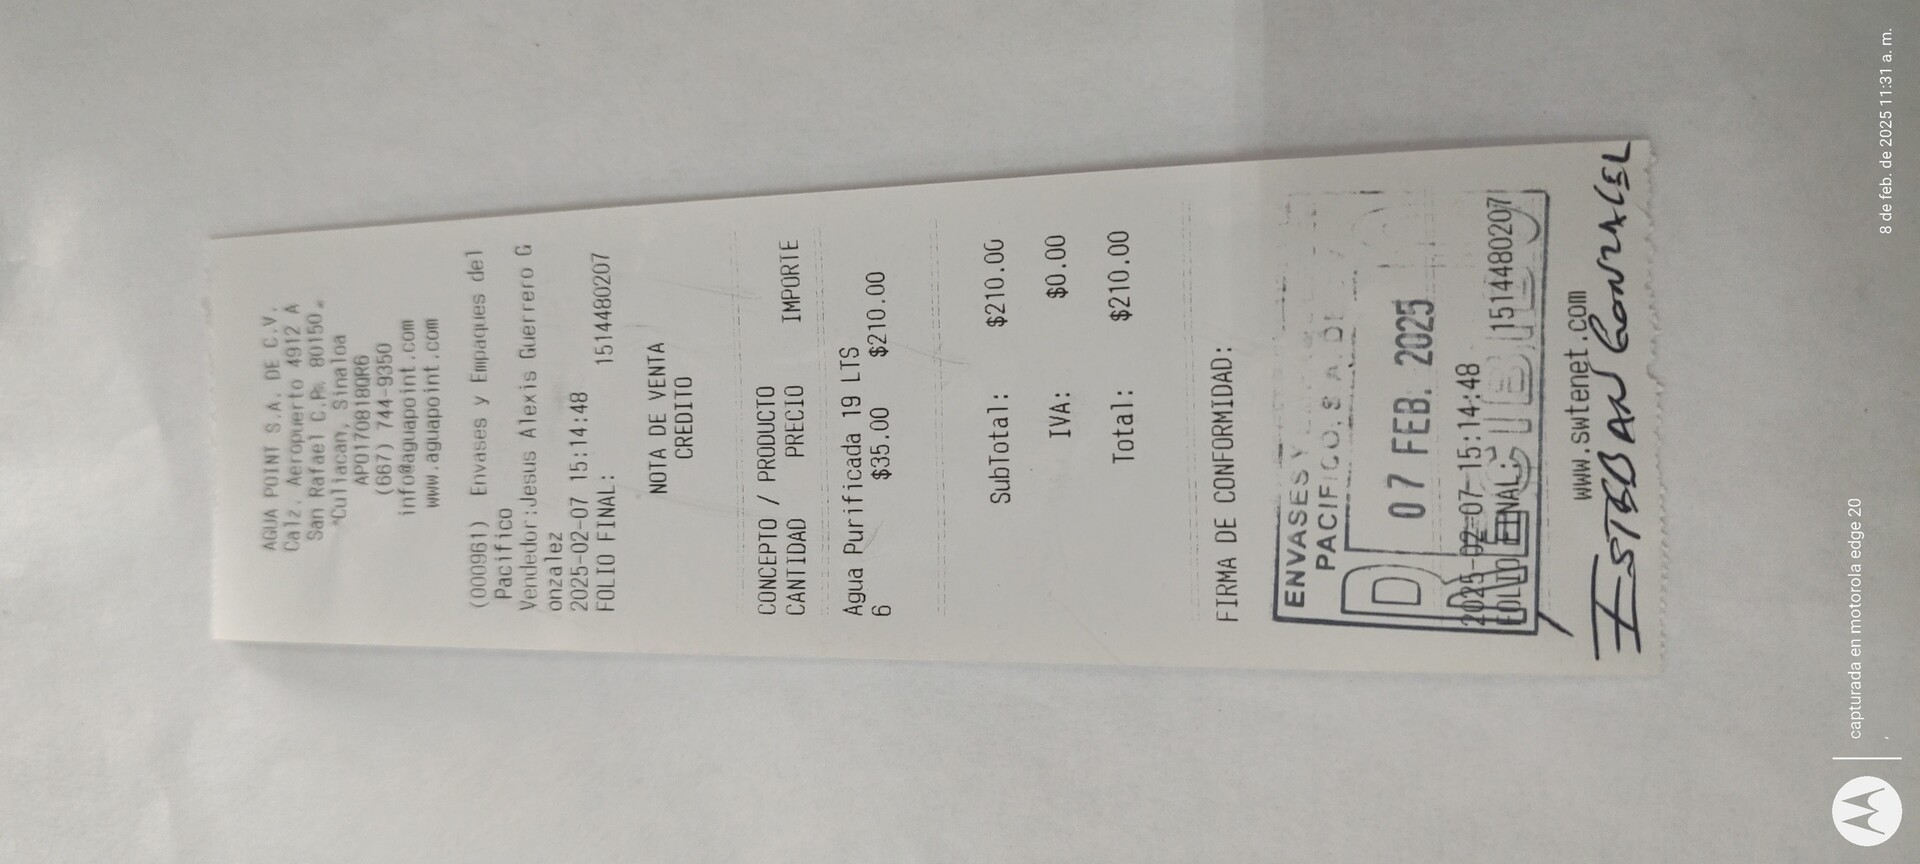 AGUA POINT S.A. DE C.V.
Calz. Aeropuerto 4912 A
San Rafael C.P. 80150.
*Culiacan, Sinaloa
APO170818QR6
(667) 744-9350
info@aguapoint.com
www.aguapoint.com
(000961) Envases y Empaques del
Pacifico
Vendedor:Jesus Alexis Guerrero G
onzalez
2025-02-07 15:14:48
FOLIO FINAL: 1514480207
NOTA DE VENTA
CREDITO
CONCEPTO / PRODUCTO
CANTIDAD PRECIO IMPORTE
Agua Purificada 19 LTS
6 $35.00 $210.00
SubTotal: $210.00
IVA: $0.00
Total: $210.00
FIRMA DE CONFORMIDAD:
ENVASES Y
PACIFICO, S.A. DE
07 FEB. 2025
2025-02-07 15:14:48
FOLIO FINAL: 1514480207
www.swtenet.com
ESTEBAN GONZALEZ
capturada en motorola edge 20
8 de feb. de 2025 11:31 a. m.